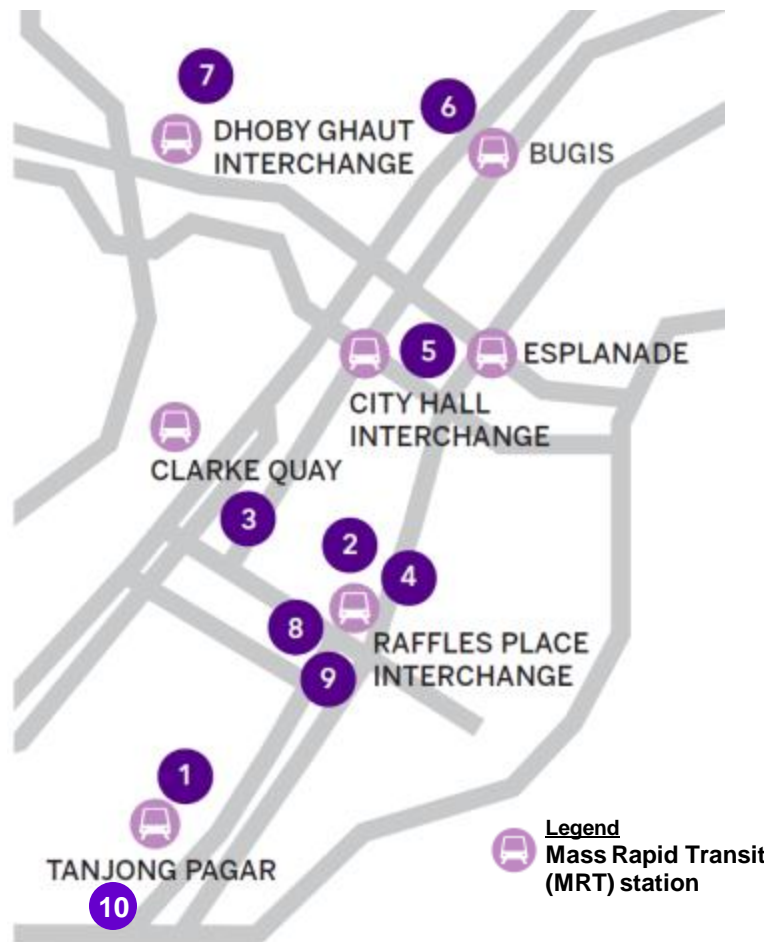 7
6
DHOBY GHAUT
INTERCHANGE
BUGIS
5
ESPLANADE
CITY HALL
INTERCHANGE
CLARKE QUAY
3
2
4
8
RAFFLES PLACE
INTERCHANGE
9
1
TANJONG PAGAR
10
Legend
Mass Rapid Transit
(MRT) station